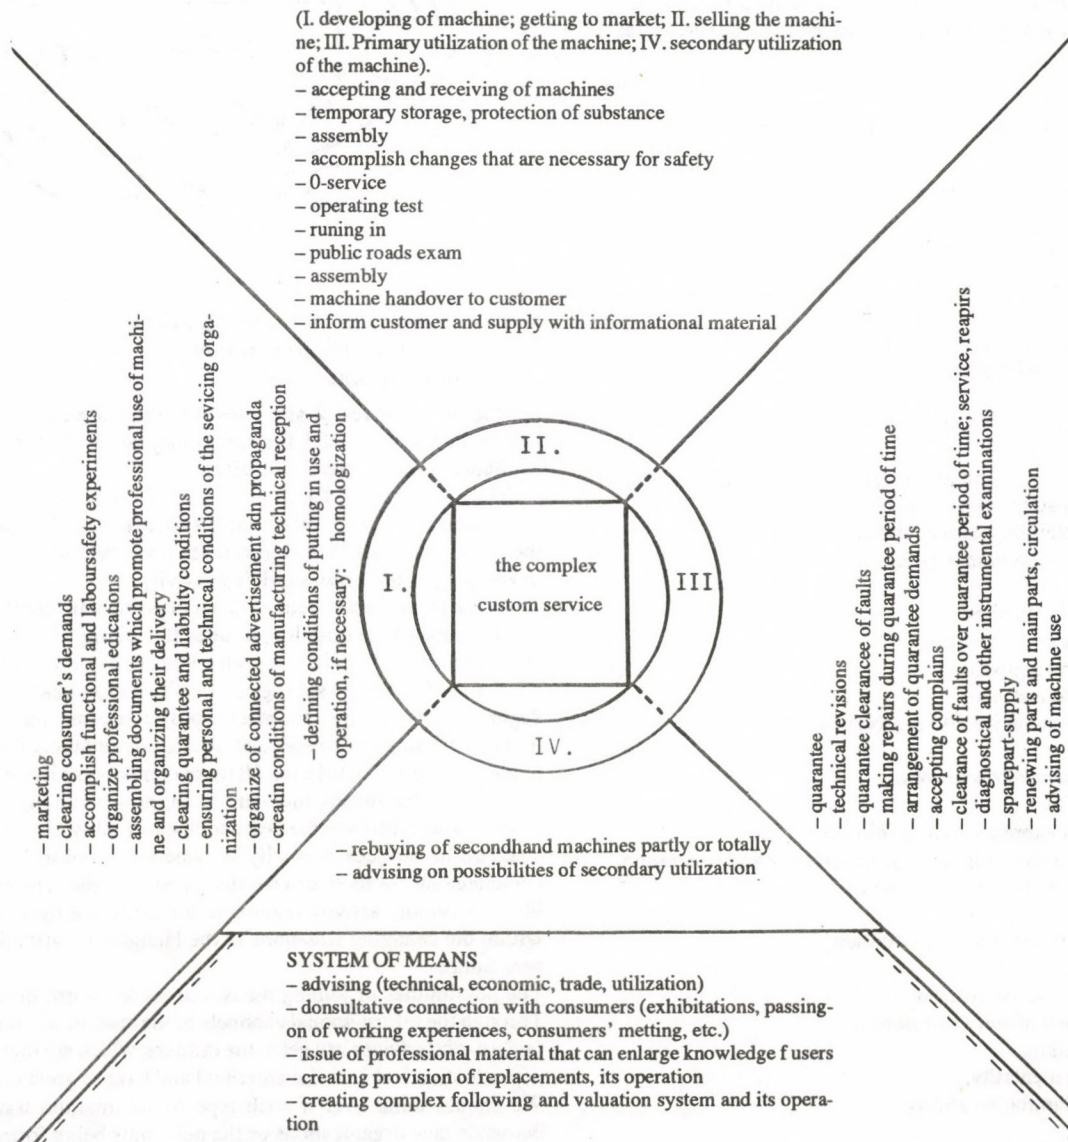 (I. developing of machine; getting to market; II. selling the machi-
ne; III. Primary utilization of the machine; IV. secondary utilization
of the machine).
– accepting and receiving of machines
– temporary storage, protection of substance
– assembly
– accomplish changes that are necessary for safety
– 0-service
– operating test
– runing in
– public roads exam
– assembly
– machine handover to customer
– inform customer and supply with informational material
– marketing
– clearing consumer's demands
– accomplish functional and laboursafety experiments
– organize professional edications
– assembling documents which promote professional use of machi-
ne and organizing their delivery
– clearing quarantee and liability conditions
– ensuring personal and technical conditions of the sevicing orga-
nization
– organize of connected advertisement adn propaganda
creatin conditions of manufacturing technical reception
– defining conditions of putting in use and
operation, if necessary: homologization
II.
I.
the complex
custom service
III
IV.
– quarantee
– technical revisions
– quarantee clearancee of faults
– making repairs during quarantee period of time
– arrangement of quarantee demands
– accepting complians
– clearance of faults over quarantee period of time; service, reapirs
– diagnostical and other instrumental examinations
– sparepart-supply
– renewing parts and main parts, circulation
– advising of machine use
– rebuying of secondhand machines partly or totally
– advising on possibilities of secondary utilization
SYSTEM OF MEANS
– advising (technical, economic, trade, utilization)
– consultative connection with consumers (exhibitions, passing-
over working experiences, consumers' metting, etc.)
– issue of professional material that can enlarge knowledge f users
– creating provision of replacements, its operation
– creating complex following and valuation system and its opera-
tion